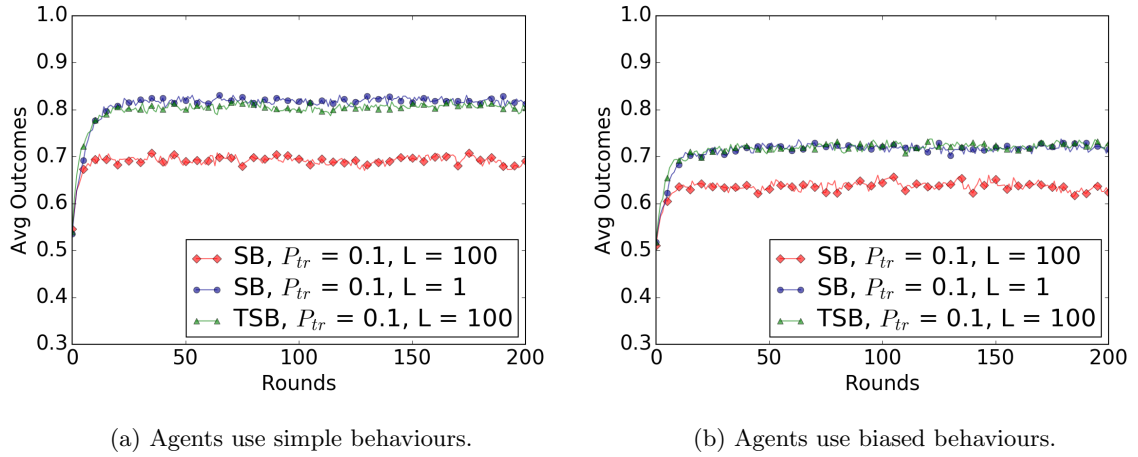 1.0
0.9
0.8
0.7
0.6
0.5
0.4
0.3
Avg Outcomes
0 50 100 150 200
Rounds
SB, P_tr = 0.1, L = 100
SB, P_tr = 0.1, L = 1
TSB, P_tr = 0.1, L = 100
(a) Agents use simple behaviours.
1.0
0.9
0.8
0.7
0.6
0.5
0.4
0.3
Avg Outcomes
0 50 100 150 200
Rounds
SB, P_tr = 0.1, L = 100
SB, P_tr = 0.1, L = 1
TSB, P_tr = 0.1, L = 100
(b) Agents use biased behaviours.